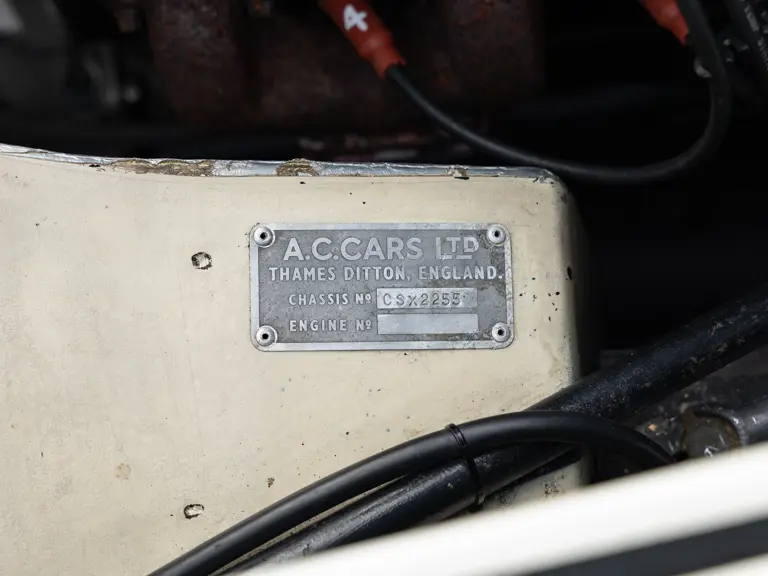 4
A.C.CARS LTD
THAMES DITTON, ENGLAND.
CHASSIS Nº CSX2255
ENGINE Nº